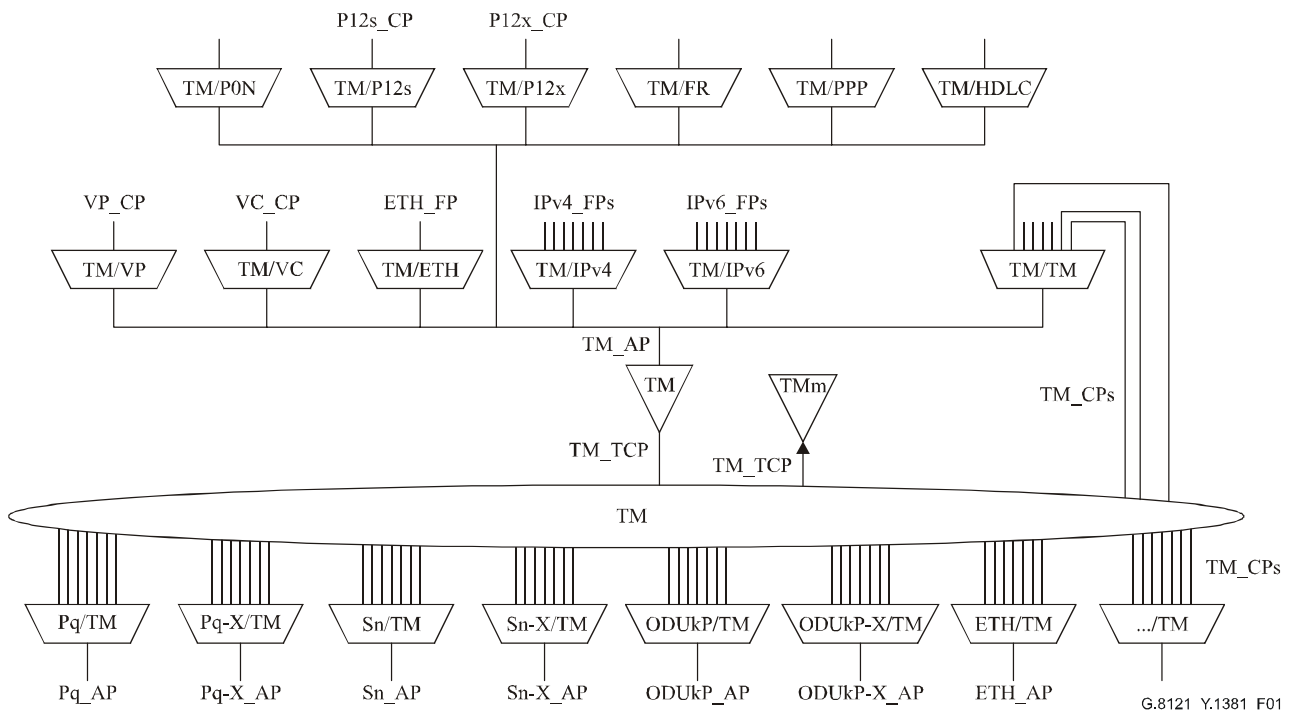 P12s_CP P12x_CP
TM/P0N TM/P12s TM/P12x TM/FR TM/PPP TM/HDLC
VP_CP VC_CP ETH_FP IPv4_FPs IPv6_FPs
TM/VP TM/VC TM/ETH TM/IPv4 TM/IPv6 TM/TM
TM_AP
TM TMm
TM_CPs
TM_TCP TM_TCP
TM
TM_CPs
Pq/TM Pq-X/TM Sn/TM Sn-X/TM ODUkP/TM ODUkP-X/TM ETH/TM .../TM
Pq_AP Pq-X_AP Sn_AP Sn-X_AP ODUkP_AP ODUkP-X_AP ETH_AP
G.8121_Y.1381_F01